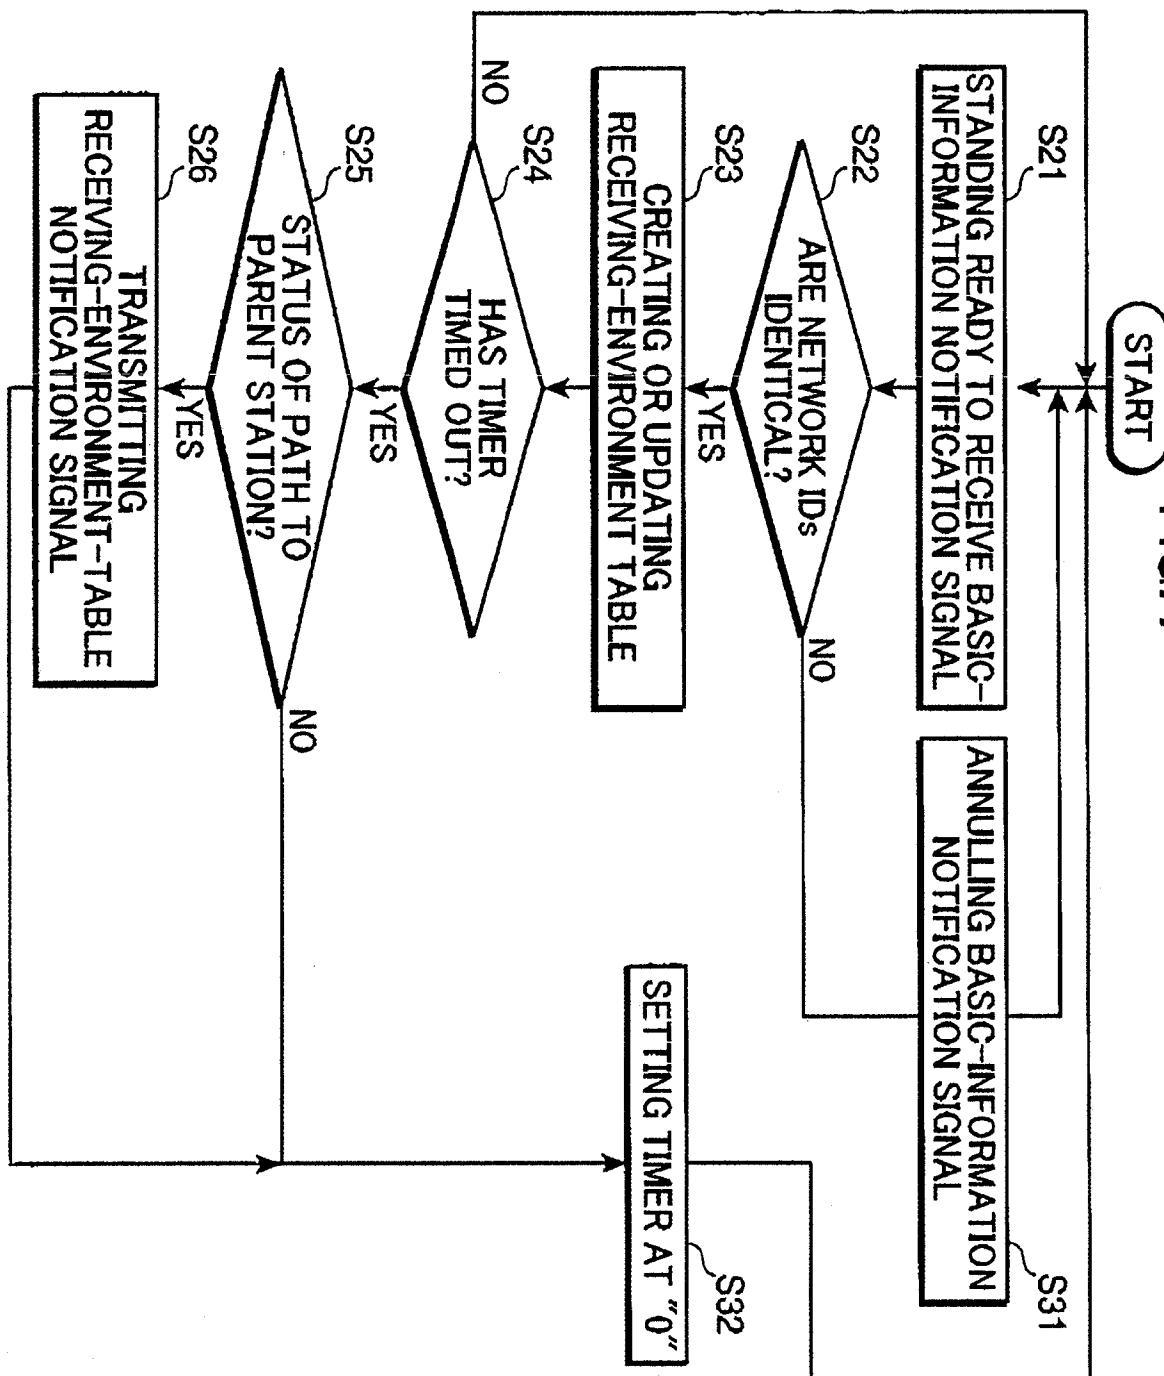 START
S21
STANDING READY TO RECEIVE BASIC-
INFORMATION NOTIFICATION SIGNAL
S22
ARE NETWORK IDs
IDENTICAL?
NO
YES
S31
ANNULLING BASIC-INFORMATION
NOTIFICATION SIGNAL
S23
CREATING OR UPDATING
RECEIVING-ENVIRONMENT TABLE
S24
HAS TIMER
TIMED OUT?
NO
YES
S25
STATUS OF PATH TO
PARENT STATION?
NO
YES
S26
TRANSMITTING
RECEIVING-ENVIRONMENT-TABLE
NOTIFICATION SIGNAL
S32
SETTING TIMER AT "0"